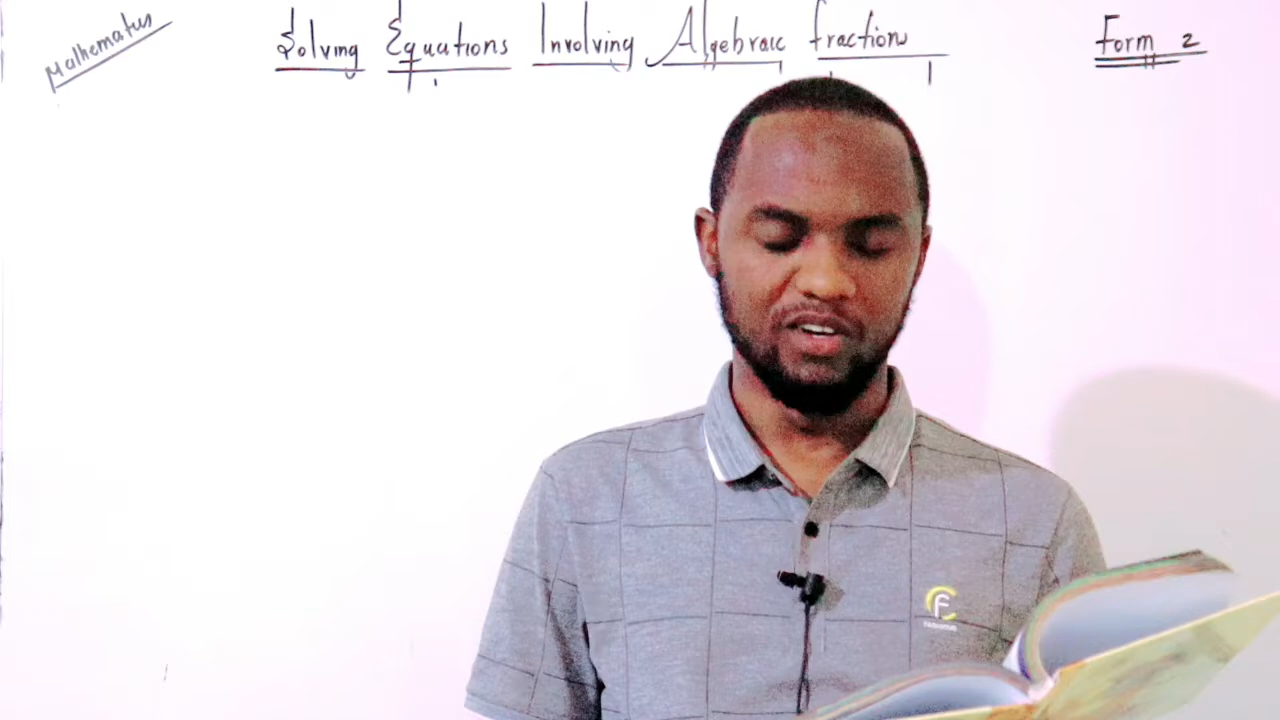 Mathematics
Solving Equations Involving Algebraic fractions
Form 2
F